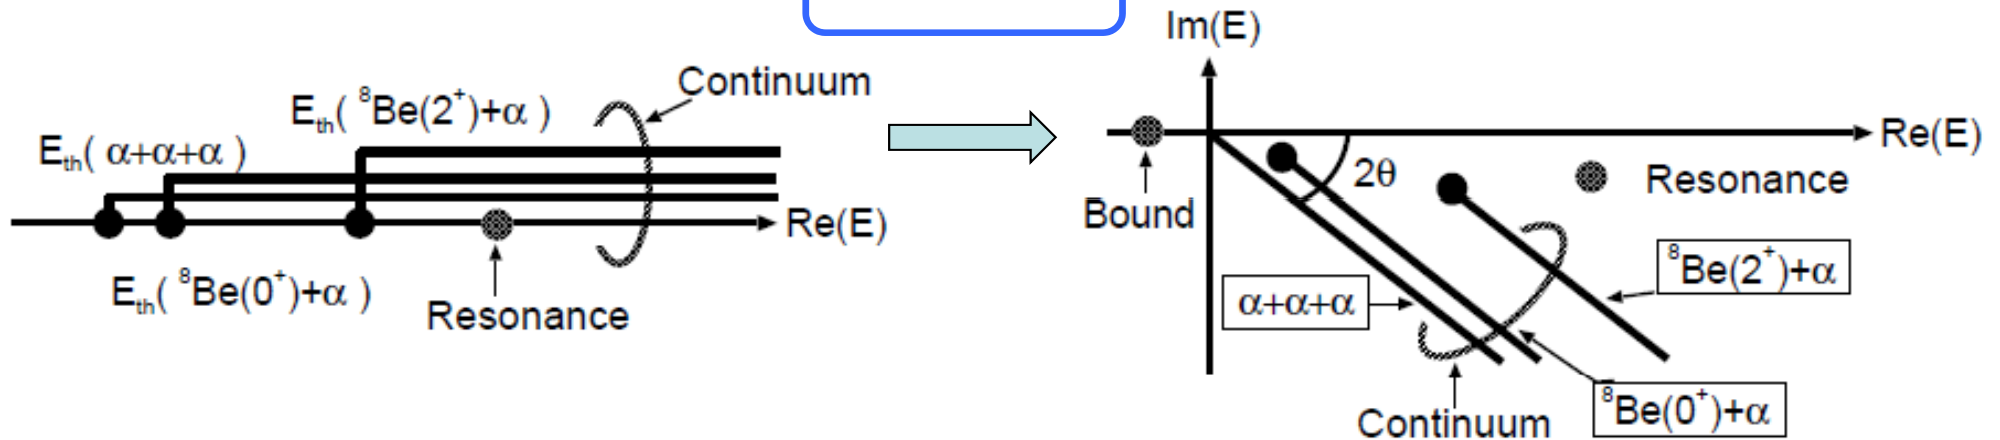 Continuum
E_th( ⁸Be(2⁺)+α )
E_th( α+α+α )
Re(E)
E_th( ⁸Be(0⁺)+α )
Resonance
Im(E)
Re(E)
2θ
Resonance
Bound
⁸Be(2⁺)+α
α+α+α
⁸Be(0⁺)+α
Continuum